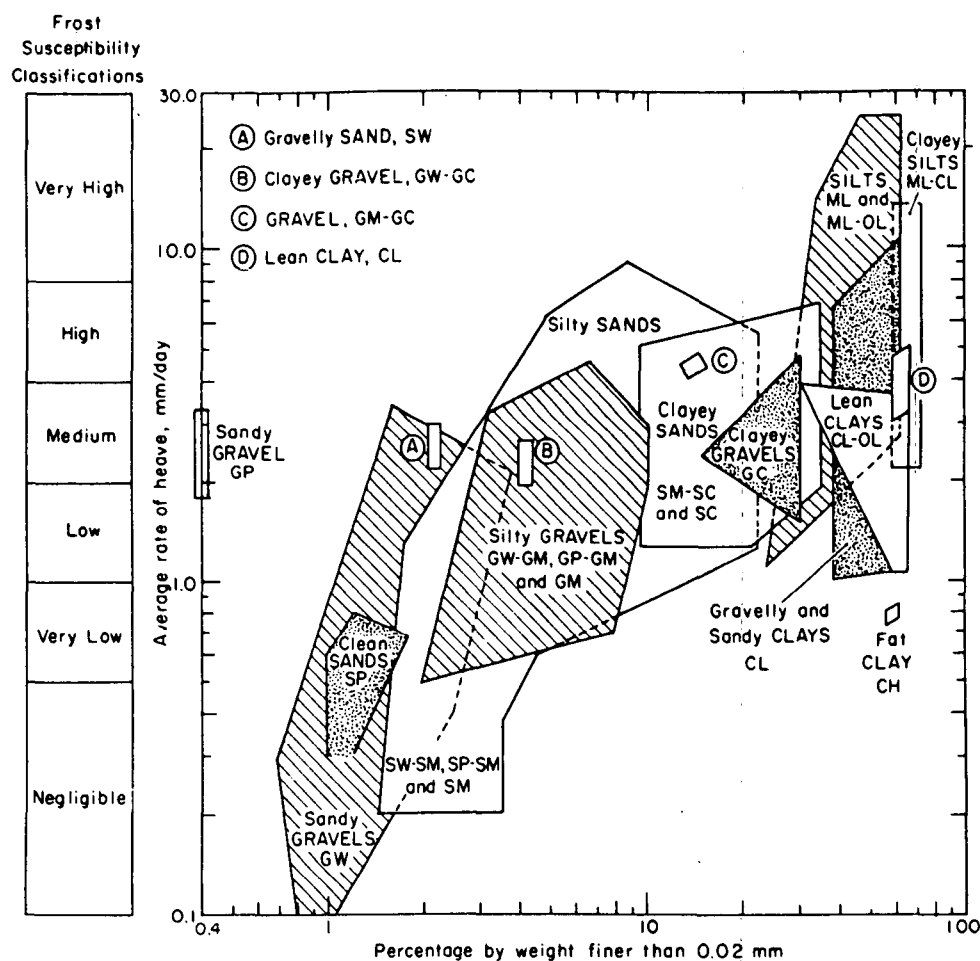 Frost
Susceptibility
Classifications
Very High
High
Medium
Low
Very Low
Negligible
Average rate of heave, mm/day
30.0
10.0
1.0
0.1
Ⓐ Gravelly SAND, SW
Ⓑ Clayey GRAVEL, GW-GC
Ⓒ GRAVEL, GM-GC
Ⓓ Lean CLAY, CL
Clayey
SILTS
ML-CL
SILTS
ML and
ML-OL
Silty SANDS
Ⓒ
Ⓓ
Sandy
GRAVEL
GP
Ⓐ
Ⓑ
Clayey
SANDS
SM-SC
and SC
Clayey
GRAVELS
GC
Lean
CLAYS
CL-OL
Silty GRAVELS
GW-GM, GP-GM
and GM
Clean
SANDS
SP
Gravelly and
Sandy CLAYS
CL
Fat
CLAY
CH
SW-SM, SP-SM
and SM
Sandy
GRAVELS
GW
0.4
1
10
100
Percentage by weight finer than 0.02 mm